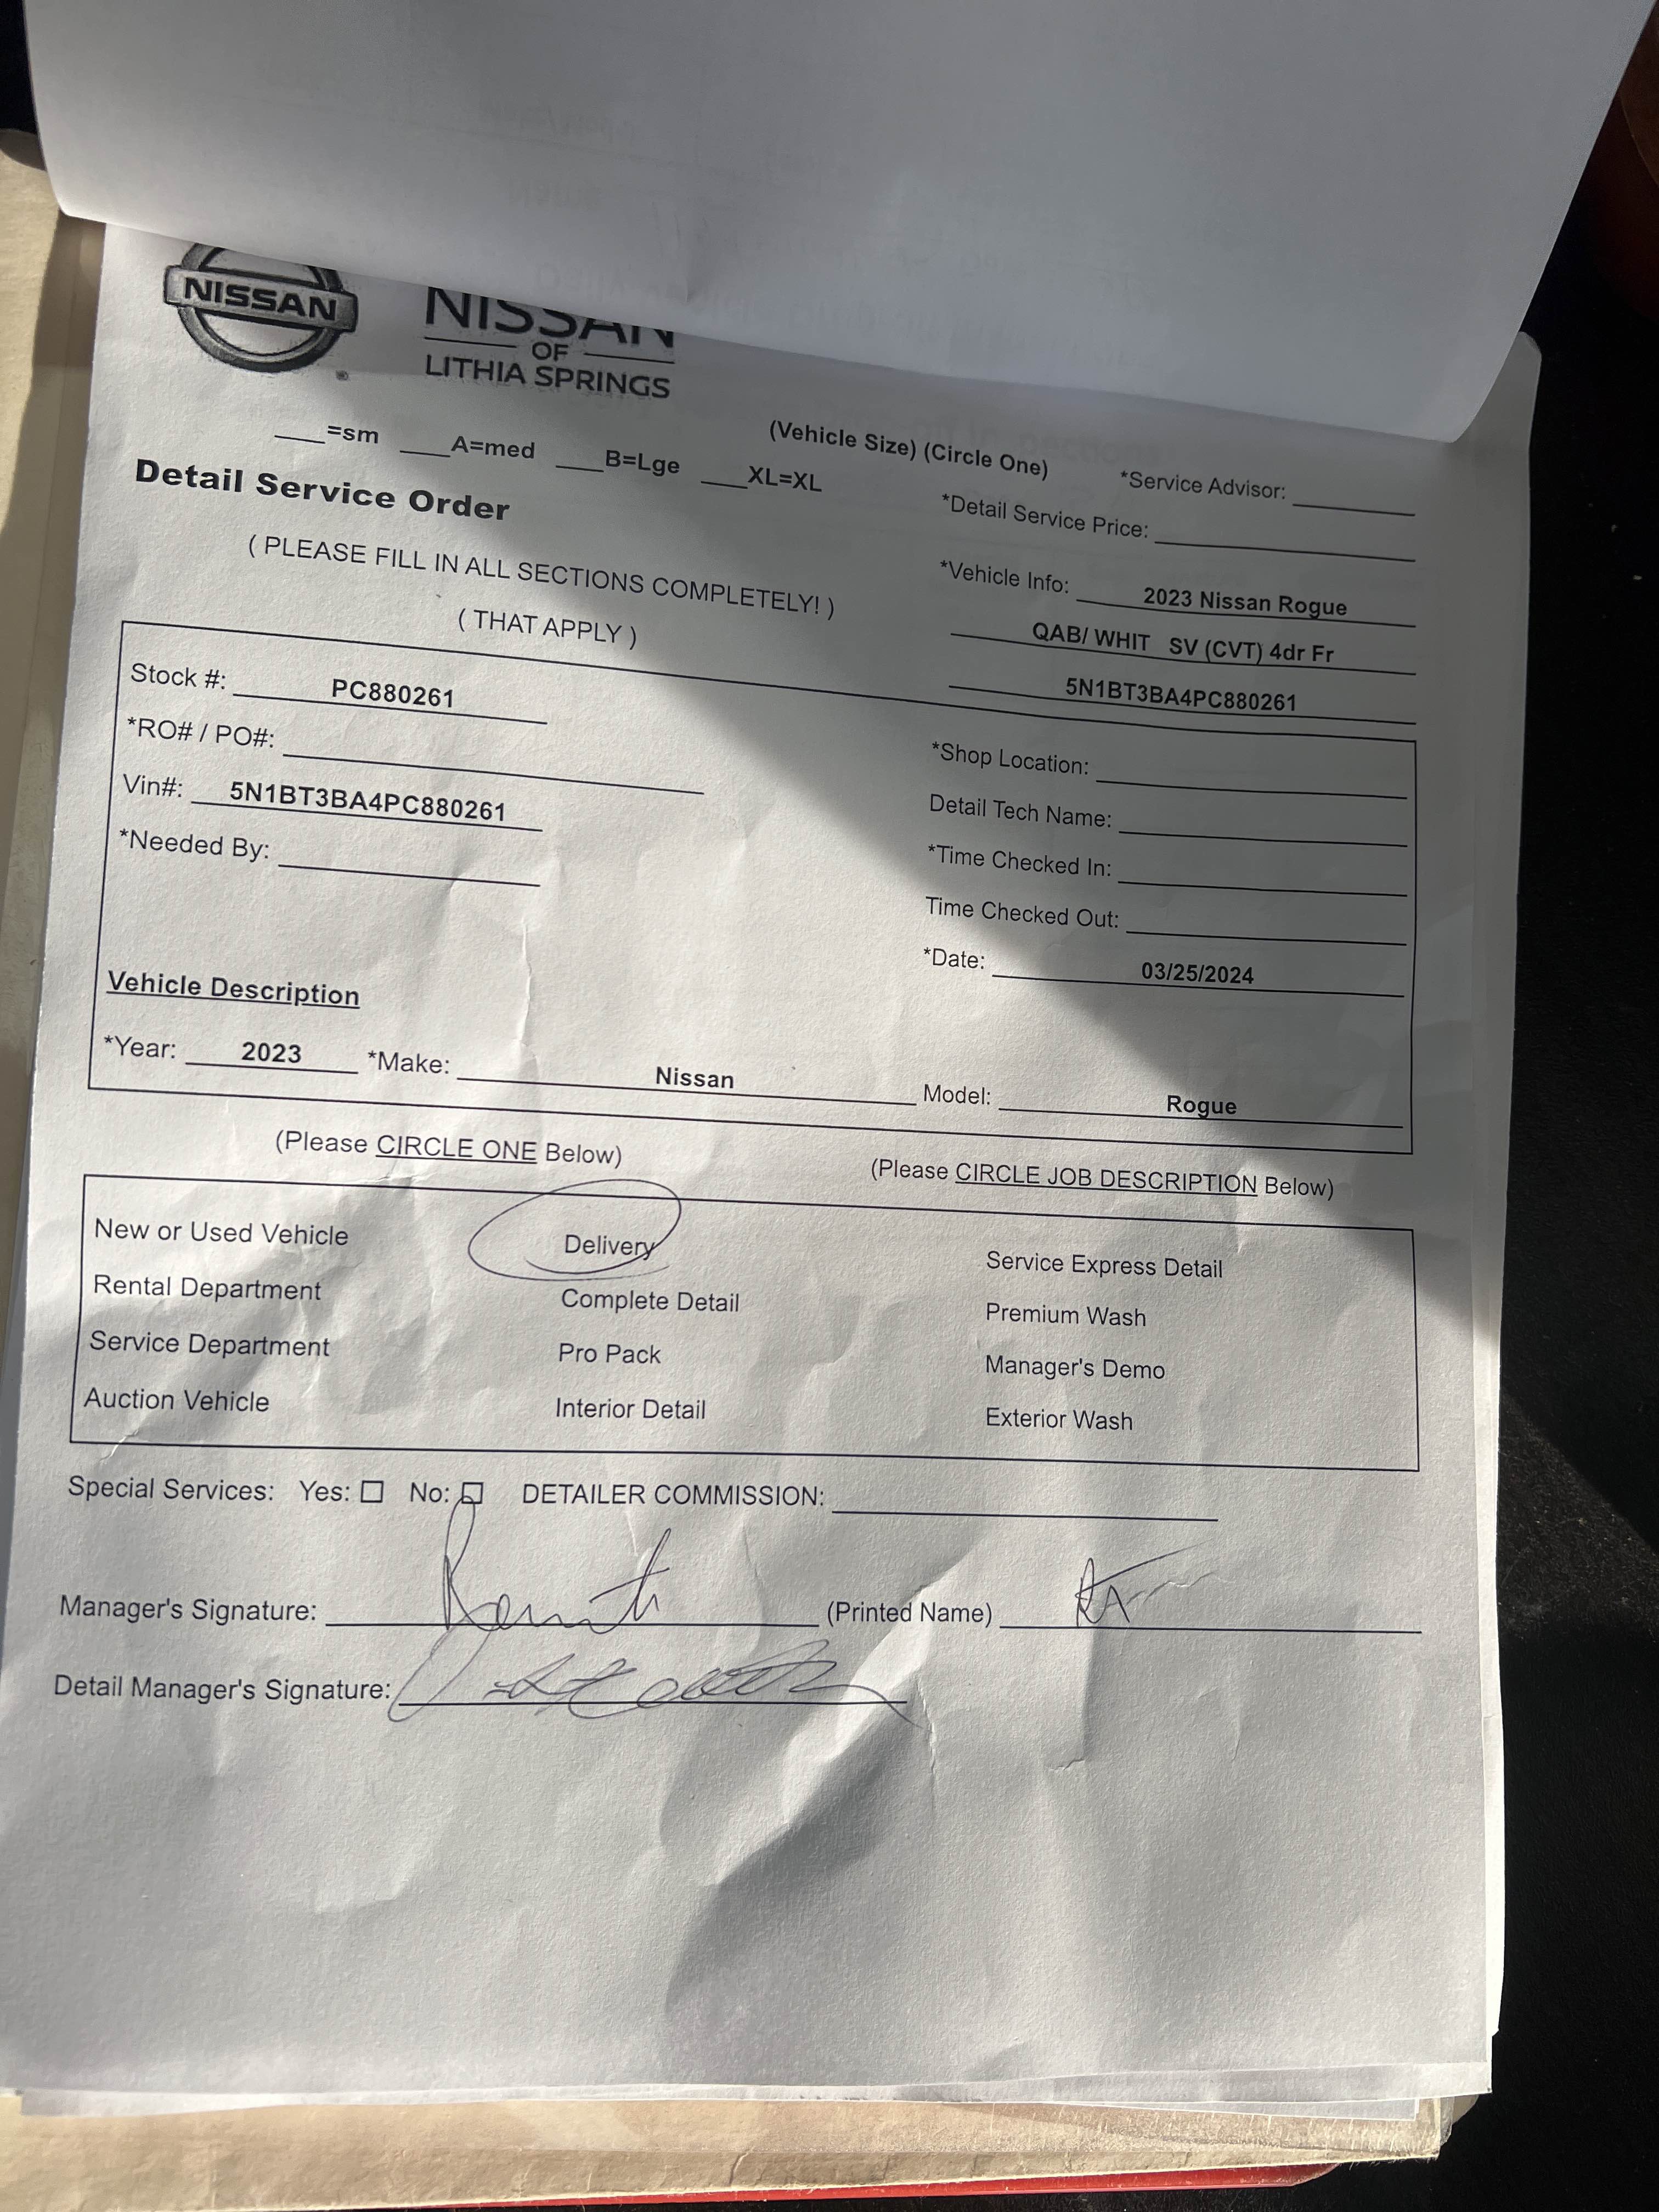 NISSAN
NISSAN
OF
LITHIA SPRINGS
___=sm ___A=med ___B=Lge ___XL=XL (Vehicle Size) (Circle One) *Service Advisor:
Detail Service Order
*Detail Service Price:
( PLEASE FILL IN ALL SECTIONS COMPLETELY! )
*Vehicle Info: 2023 Nissan Rogue
( THAT APPLY )
QAB/ WHIT SV (CVT) 4dr Fr
5N1BT3BA4PC880261
Stock #: PC880261
*RO# / PO#:
*Shop Location:
Vin#: 5N1BT3BA4PC880261
Detail Tech Name:
*Needed By:
*Time Checked In:
Time Checked Out:
*Date: 03/25/2024
Vehicle Description
*Year: 2023 *Make: Nissan Model: Rogue
(Please CIRCLE ONE Below) (Please CIRCLE JOB DESCRIPTION Below)
New or Used Vehicle Delivery Service Express Detail
Rental Department Complete Detail Premium Wash
Service Department Pro Pack Manager's Demo
Auction Vehicle Interior Detail Exterior Wash
Special Services: Yes: ☐ No: ☐ DETAILER COMMISSION:
Manager's Signature: (Printed Name)
Detail Manager's Signature: